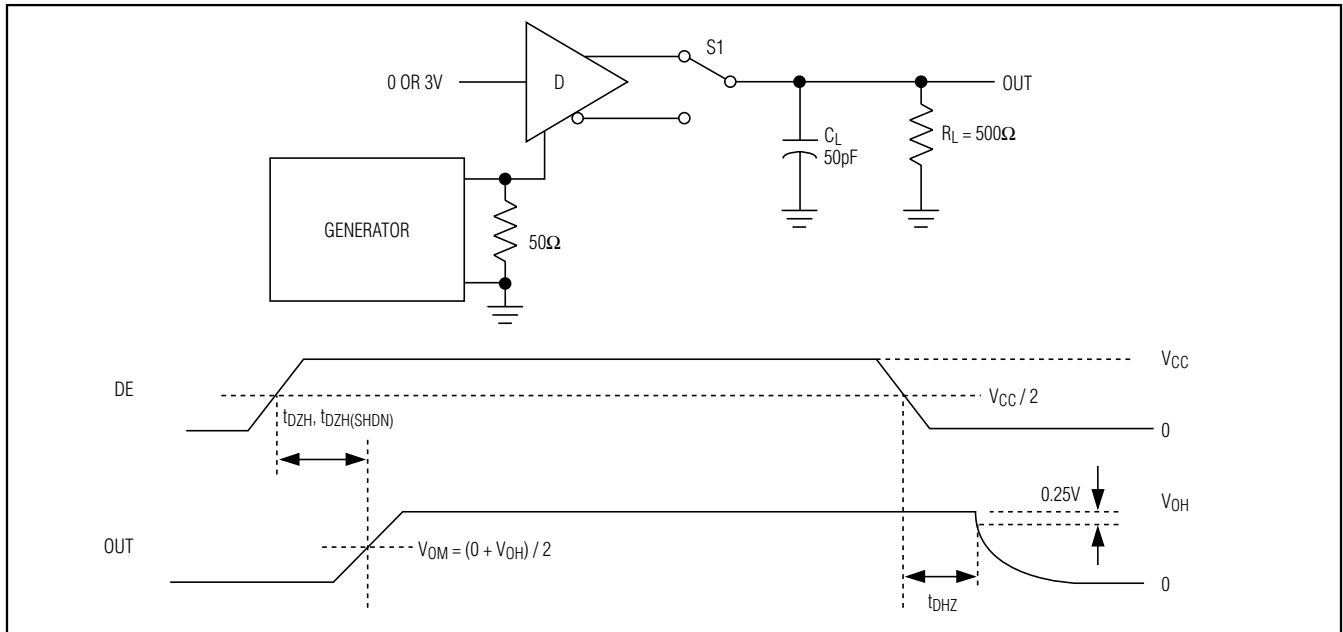 S1
0 OR 3V
D
OUT
C_L
50pF
R_L = 500Ω
GENERATOR
50Ω
V_CC
DE
V_CC / 2
t_DZH, t_DZH(SHDN)
0
0.25V
V_OH
OUT
V_OM = (0 + V_OH) / 2
0
t_DHZ